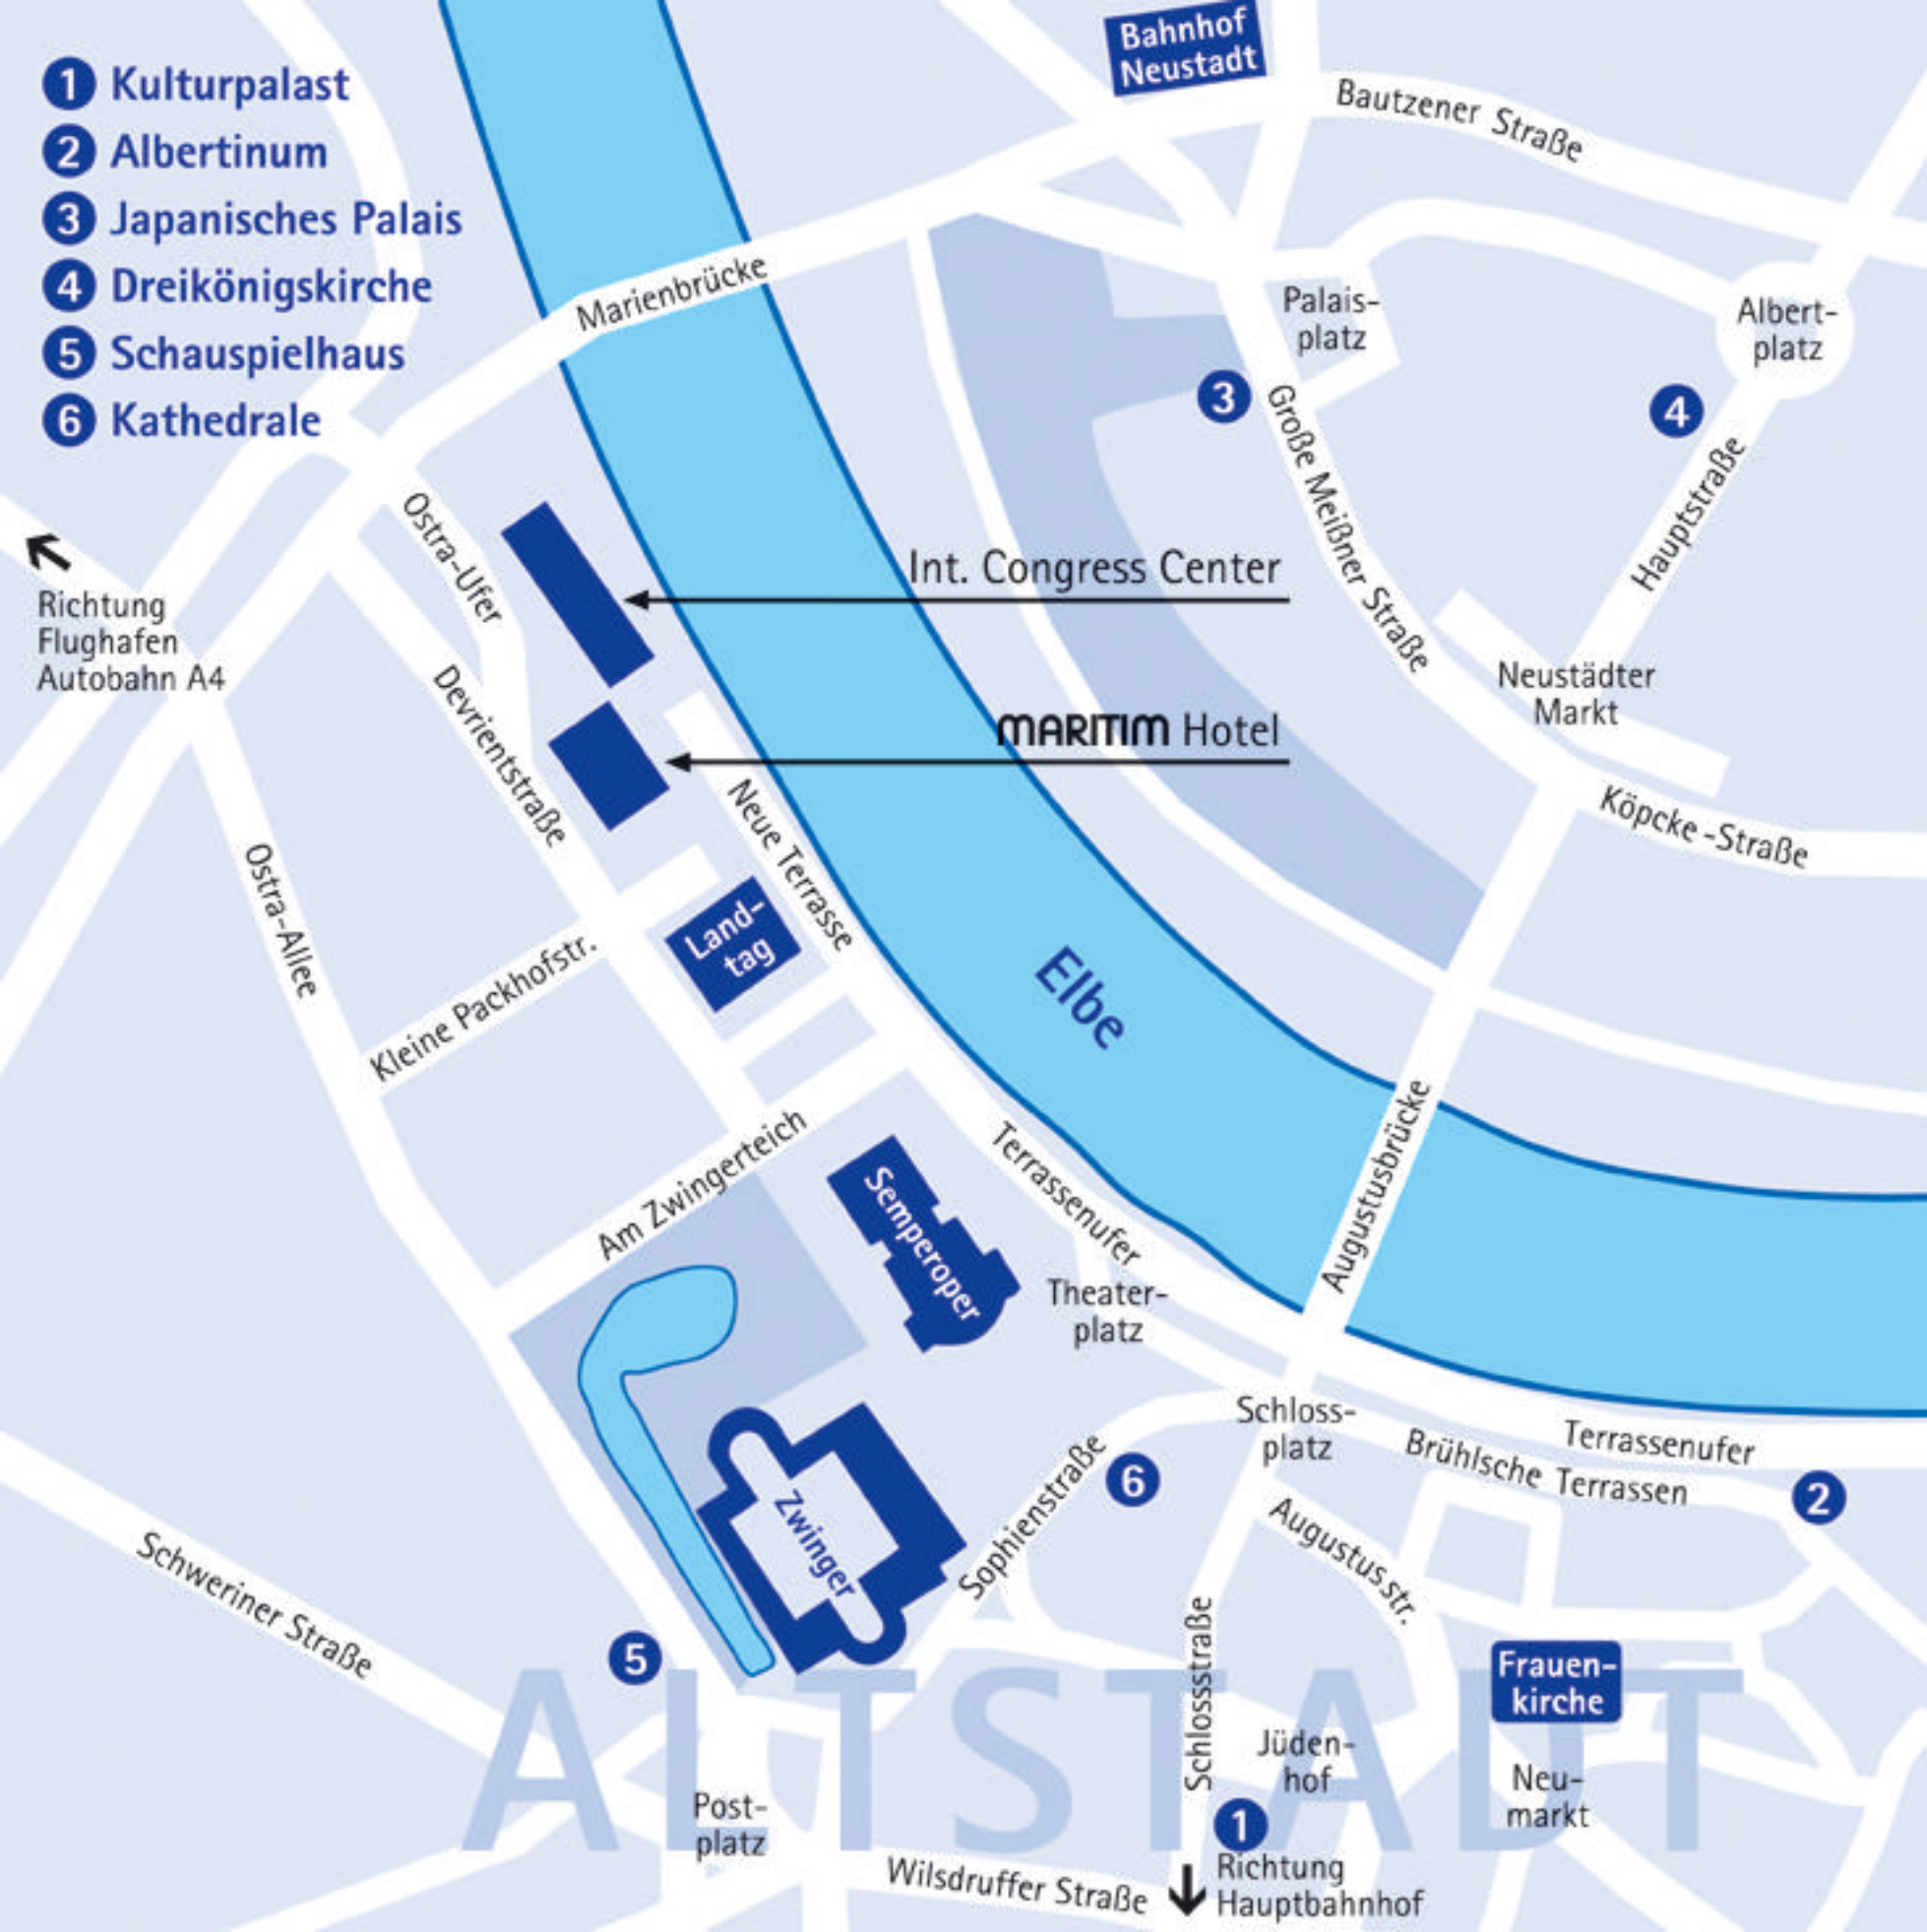 1 Kulturpalast
2 Albertinum
3 Japanisches Palais
4 Dreikönigskirche
5 Schauspielhaus
6 Kathedrale
Bahnhof
Neustadt
Bautzener Straße
Marienbrücke
Palais-
platz
Albert-
platz
3
4
Große Meißner Straße
Hauptstraße
Ostra-Ufer
Int. Congress Center
Richtung
Flughafen
Autobahn A4
Neustädter
Markt
Devrientstraße
MARITIM Hotel
Neue Terrasse
Köpcke-Straße
Ostra-Allee
Land-
tag
Kleine Packhofstr.
Elbe
Augustusbrücke
Am Zwingerteich
Terrassenufer
Semperoper
Theater-
platz
Schloss-
platz
Terrassenufer
Brühlsche Terrassen
Sophienstraße
6
2
Zwinger
Augustusstr.
Schweriner Straße
5
Schlossstraße
Frauen-
kirche
ALTSTADT
Jüden-
hof
Neu-
markt
Post-
platz
1
Wilsdruffer Straße
Richtung
Hauptbahnhof